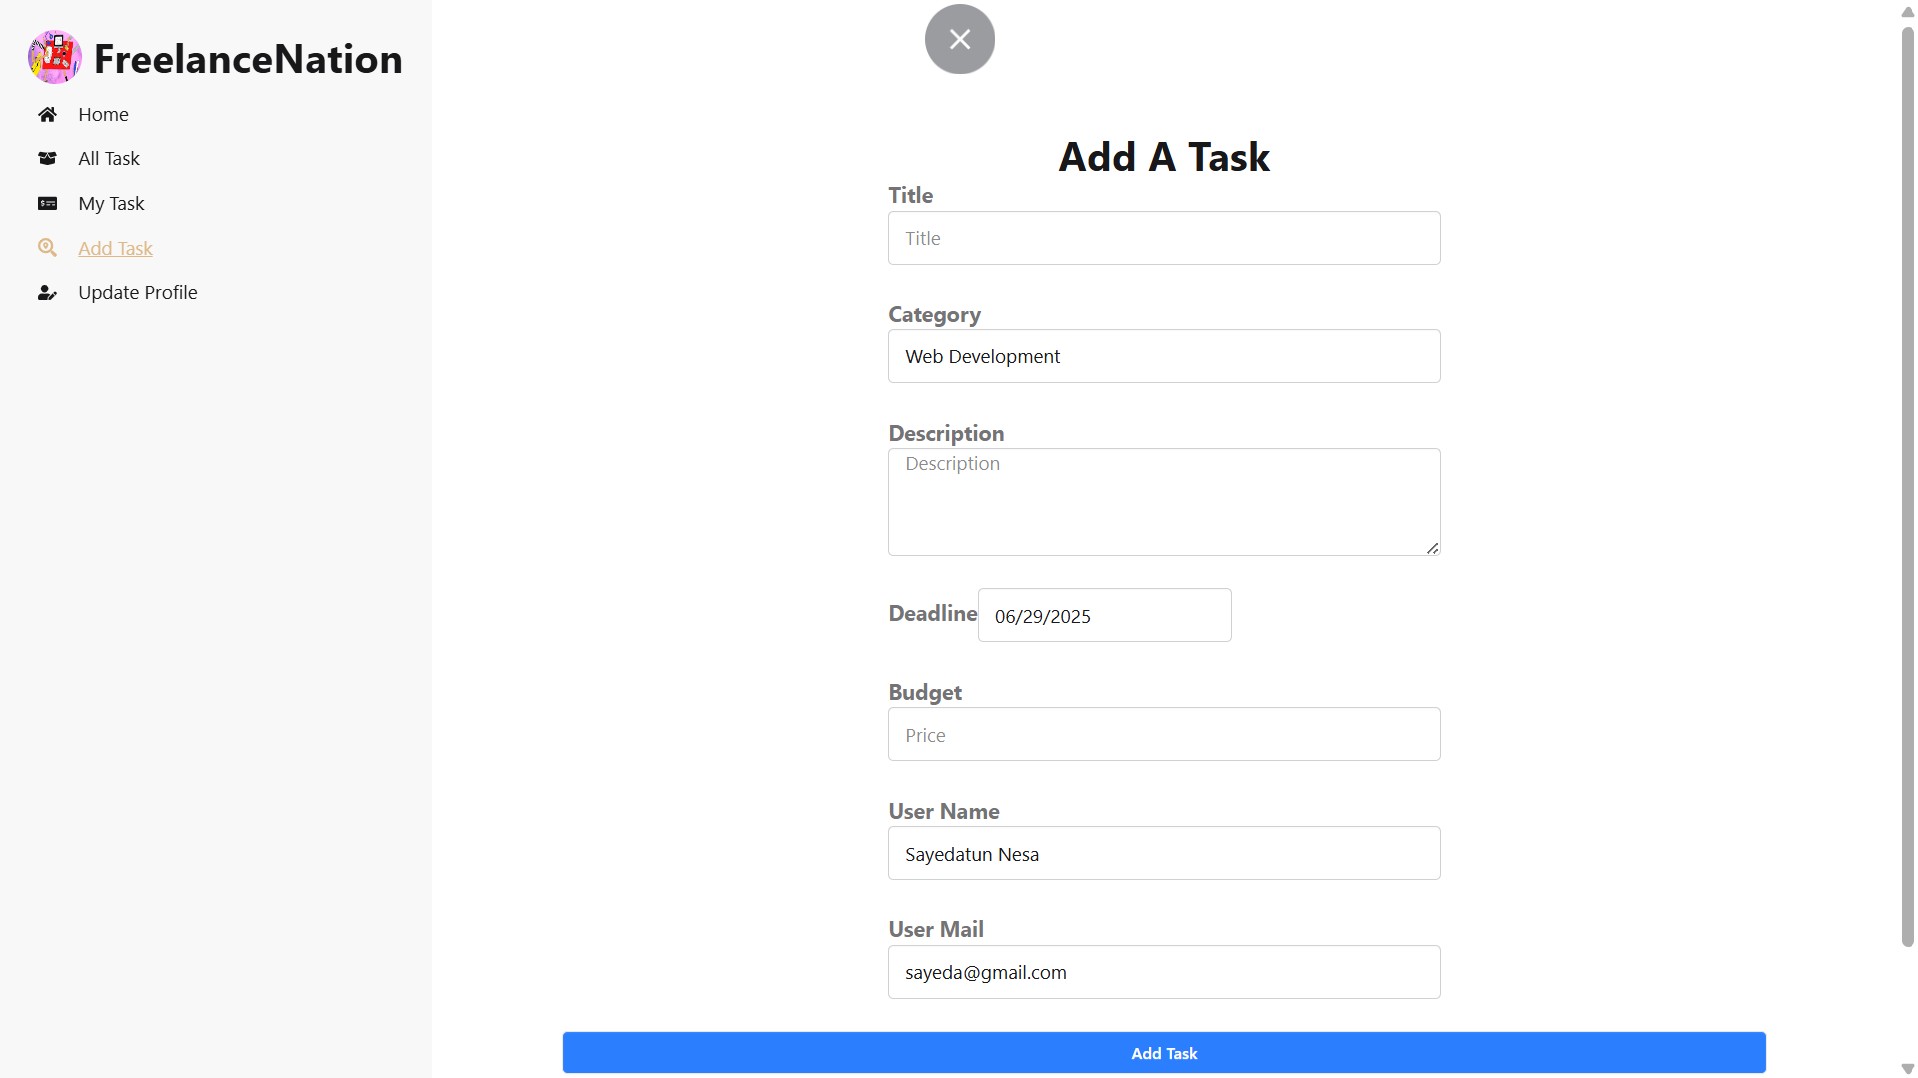 FreelanceNation
Home
All Task
My Task
Add Task
Update Profile
Add A Task
Title
Title
Category
Web Development
Description
Description
Deadline 06/29/2025
Budget
Price
User Name
Sayedatun Nesa
User Mail
sayeda@gmail.com
Add Task